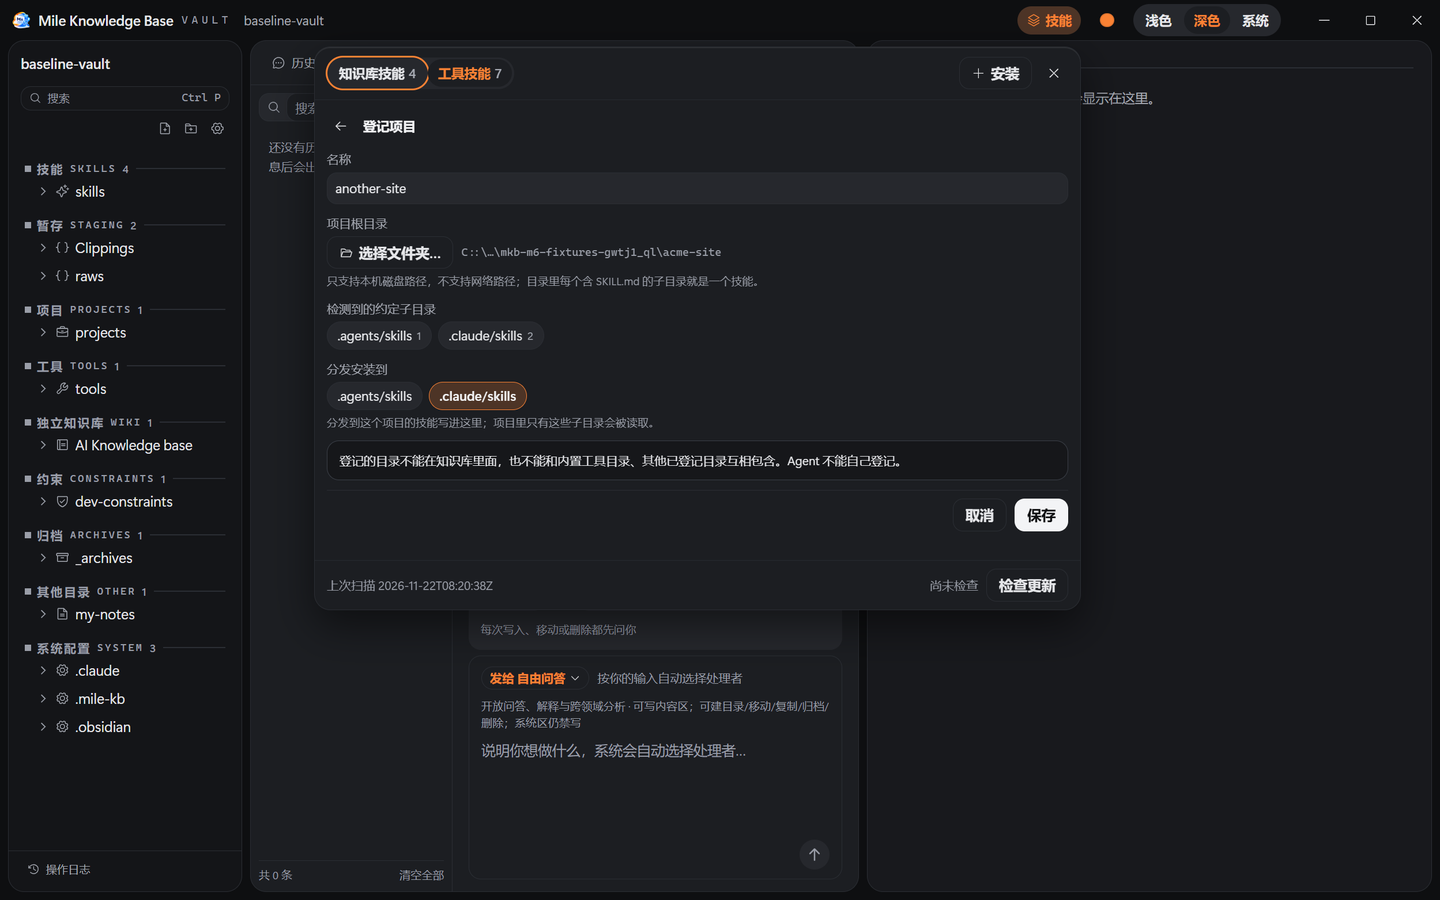 Mile Knowledge Base VAULT baseline-vault
技能
浅色 深色 系统
baseline-vault
搜索 Ctrl P
技能 SKILLS 4
skills
暂存 STAGING 2
Clippings
raws
项目 PROJECTS 1
projects
工具 TOOLS 1
tools
独立知识库 WIKI 1
AI Knowledge base
约束 CONSTRAINTS 1
dev-constraints
归档 ARCHIVES 1
_archives
其他目录 OTHER 1
my-notes
系统配置 SYSTEM 3
.claude
.mile-kb
.obsidian
操作日志
历史
搜索
还没有历
息后会出
共 0 条 清空全部
知识库技能 4 工具技能 7
安装
登记项目
名称
another-site
项目根目录
选择文件夹... C::\…\mkb-m6-fixtures-gwtj1_ql\acme-site
只支持本机磁盘路径，不支持网络路径；目录里每个含 SKILL.md 的子目录就是一个技能。
检测到的约定子目录
.agents/skills 1 .claude/skills 2
分发安装到
.agents/skills .claude/skills
分发到这个项目的技能写进这里；项目里只有这些子目录会被读取。
登记的目录不能在知识库里面，也不能和内置工具目录、其他已登记目录互相包含。Agent 不能自己登记。
取消 保存
上次扫描 2026-11-22T08:20:38Z 尚未检查 检查更新
每次写入、移动或删除都先问你
发给 自由问答 按你的输入自动选择处理者
开放问答、解释与跨领域分析 · 可写内容区；可建目录/移动/复制/归档/
删除；系统区仍禁写
说明你想做什么，系统会自动选择处理者...
显示在这里。